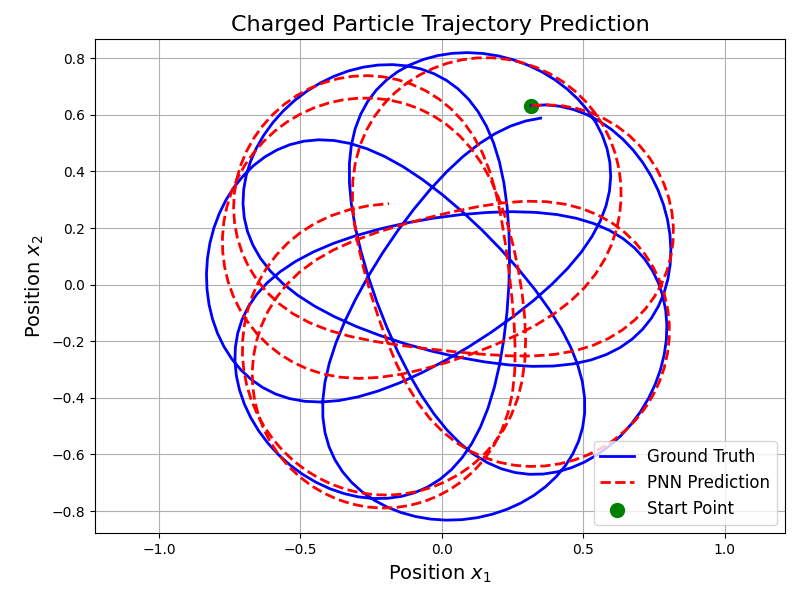 Charged Particle Trajectory Prediction
Position x₂
0.8
0.6
0.4
0.2
0.0
−0.2
−0.4
−0.6
−0.8
−1.0
−0.5
0.0
0.5
1.0
Position x₁
Ground Truth
PNN Prediction
Start Point